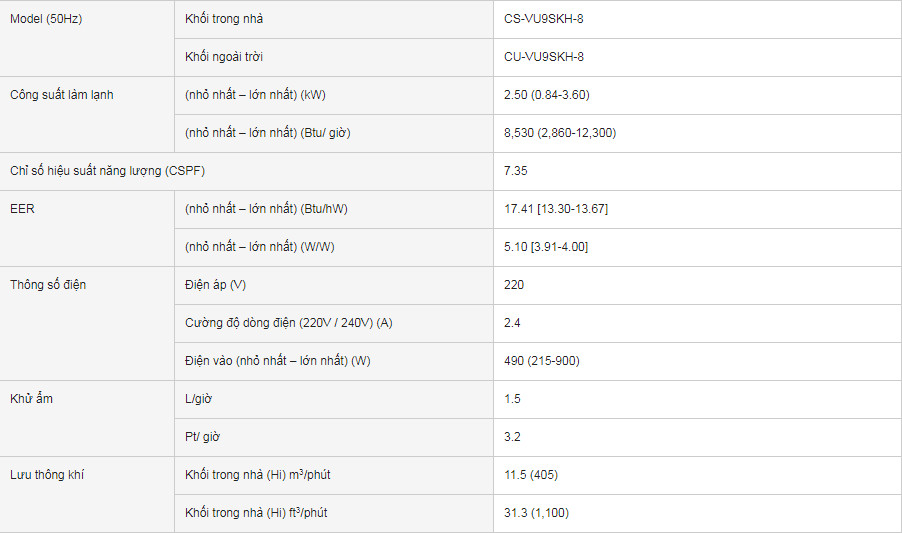 Model (50Hz) Khối trong nhà CS-VU9SKH-8
Khối ngoài trời CU-VU9SKH-8
Công suất làm lạnh (nhỏ nhất – lớn nhất) (kW) 2.50 (0.84-3.60)
(nhỏ nhất – lớn nhất) (Btu/ giờ) 8,530 (2,860-12,300)
Chỉ số hiệu suất năng lượng (CSPF) 7.35
EER (nhỏ nhất – lớn nhất) (Btu/hW) 17.41 [13.30-13.67]
(nhỏ nhất – lớn nhất) (W/W) 5.10 [3.91-4.00]
Thông số điện Điện áp (V) 220
Cường độ dòng điện (220V / 240V) (A) 2.4
Điện vào (nhỏ nhất – lớn nhất) (W) 490 (215-900)
Khử ẩm L/giờ 1.5
Pt/ giờ 3.2
Lưu thông khí Khối trong nhà (Hi) m³/phút 11.5 (405)
Khối trong nhà (Hi) ft³/phút 31.3 (1,100)